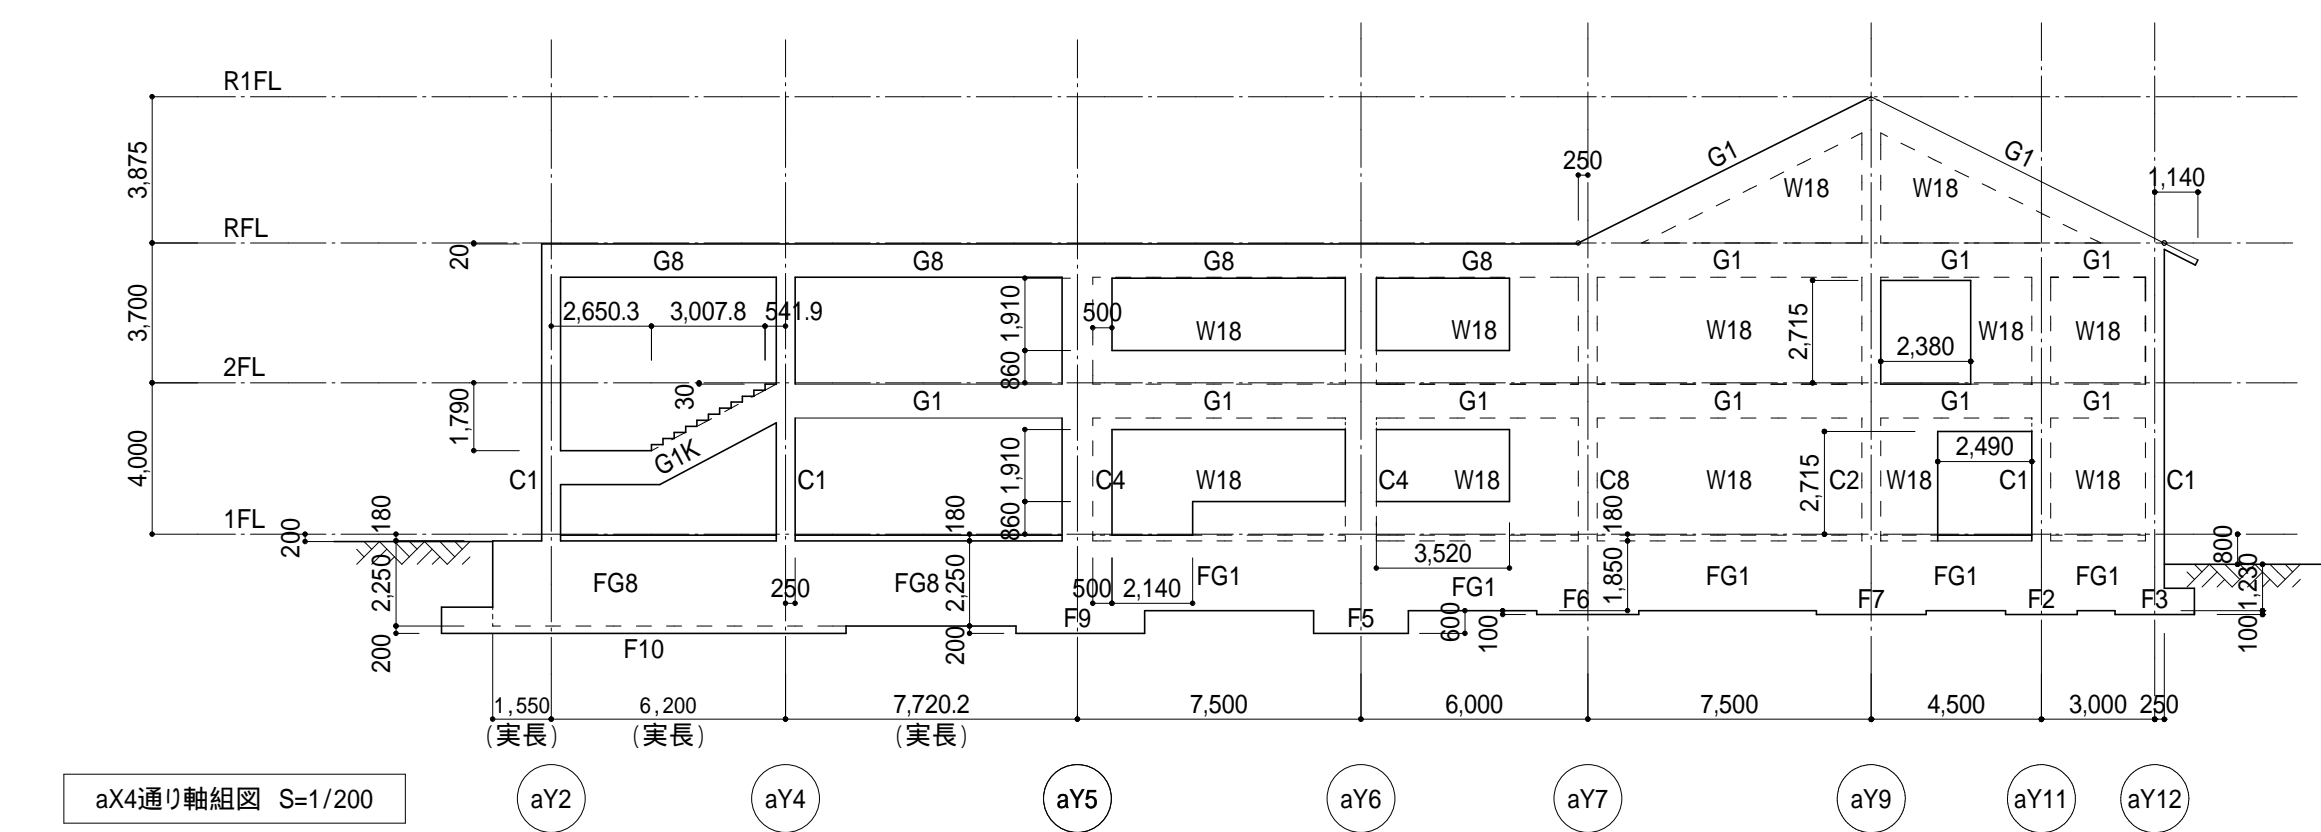 R1FL
3,875
250
G1
G1
W18
W18
1,140
RFL
20
G8
G8
G8
G8
G1
G1
G1
3,700
2,650.3
3,007.8
541.9
1,910
500
W18
W18
W18
2,715
W18
W18
2,380
2FL
860
30
G1
G1
G1
G1
G1
G1
1,790
4,000
G1K
1,910
2,715
2,490
C1
C1
C4
W18
C4
W18
C8
W18
C2
W18
C1
W18
C1
1FL
200
180
180
860
180
3,520
800
2,250
FG8
250
FG8
2,250
500
2,140
FG1
FG1
1,850
FG1
FG1
FG1
1,230
F6
F7
F2
F3
F9
F5
600
100
100
200
F10
200
1,550
6,200
7,720.2
7,500
6,000
7,500
4,500
3,000
250
(実長)
(実長)
(実長)
aX4通り軸組図 S=1/200
aY2
aY4
aY5
aY6
aY7
aY9
aY11
aY12